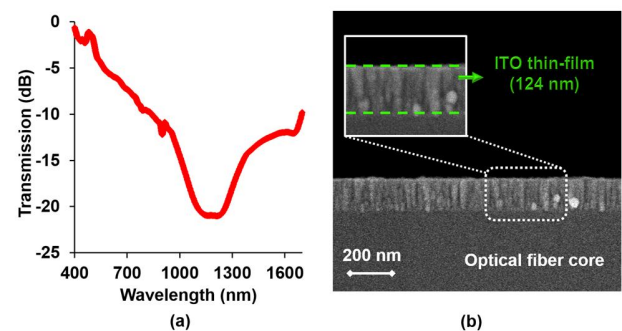 0
-5
-10
-15
-20
-25
Transmission (dB)
400 700 1000 1300 1600
Wavelength (nm)
(a)
ITO thin-film
(124 nm)
200 nm
Optical fiber core
(b)